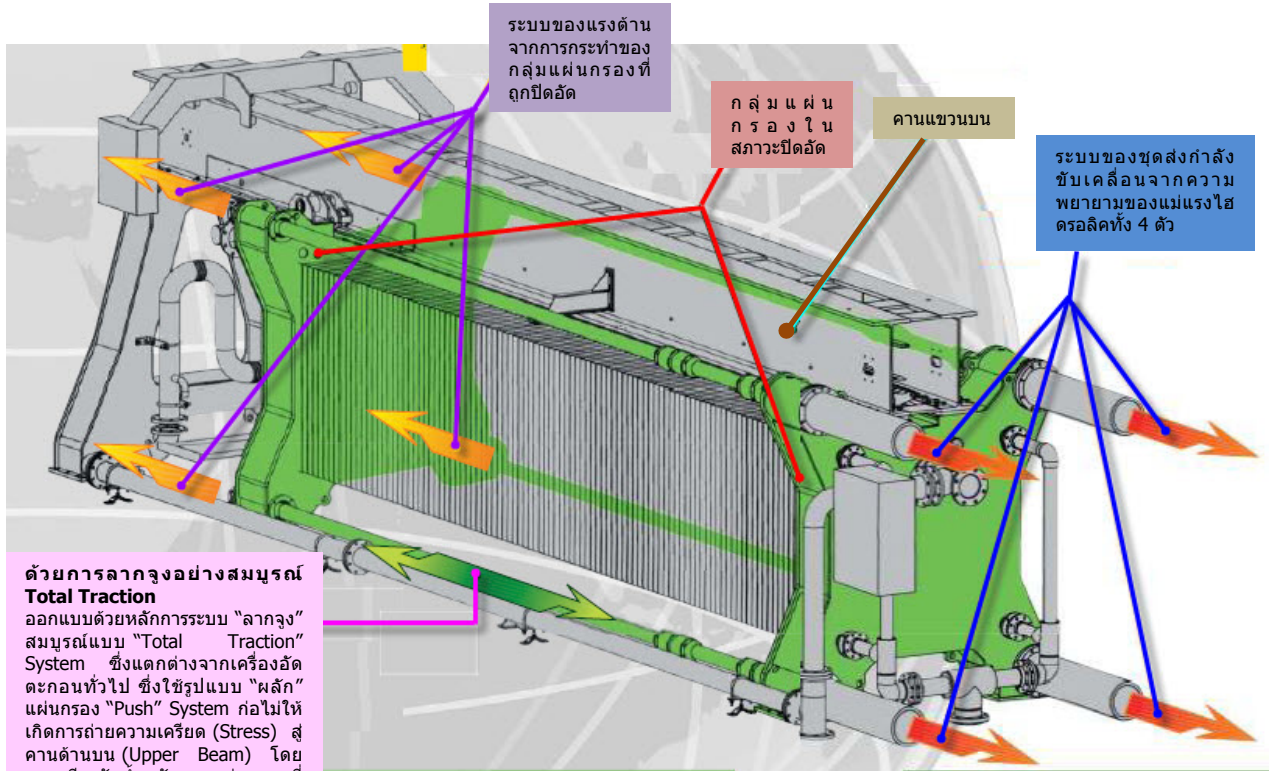 ระบบของแรงต้าน
จากการกระทำของ
กลุ่มแผ่นกรองที่
ถูกปิดอัด
กลุ่มแผ่น
กรองใน
สภาวะปิดอัด
คานแขวนบน
ระบบของชุดส่งกำลัง
ขับเคลื่อนจากความ
พยายามของแม่แรงไฮ
ดรอลิคทั้ง 4 ตัว
ด้วยการลากจูงอย่างสมบูรณ์
Total Traction
ออกแบบด้วยหลักการระบบ “ลากจูง”
สมบูรณ์แบบ “Total Traction”
System ซึ่งแตกต่างจากเครื่องอัด
ตะกอนทั่วไป ซึ่งใช้รูปแบบ “ผลัก”
แผ่นกรอง “Push” System ก่อไม่ให้
เกิดการถ่ายความเครียด (Stress) สู่
คานด้านบน (Upper Beam) โดย